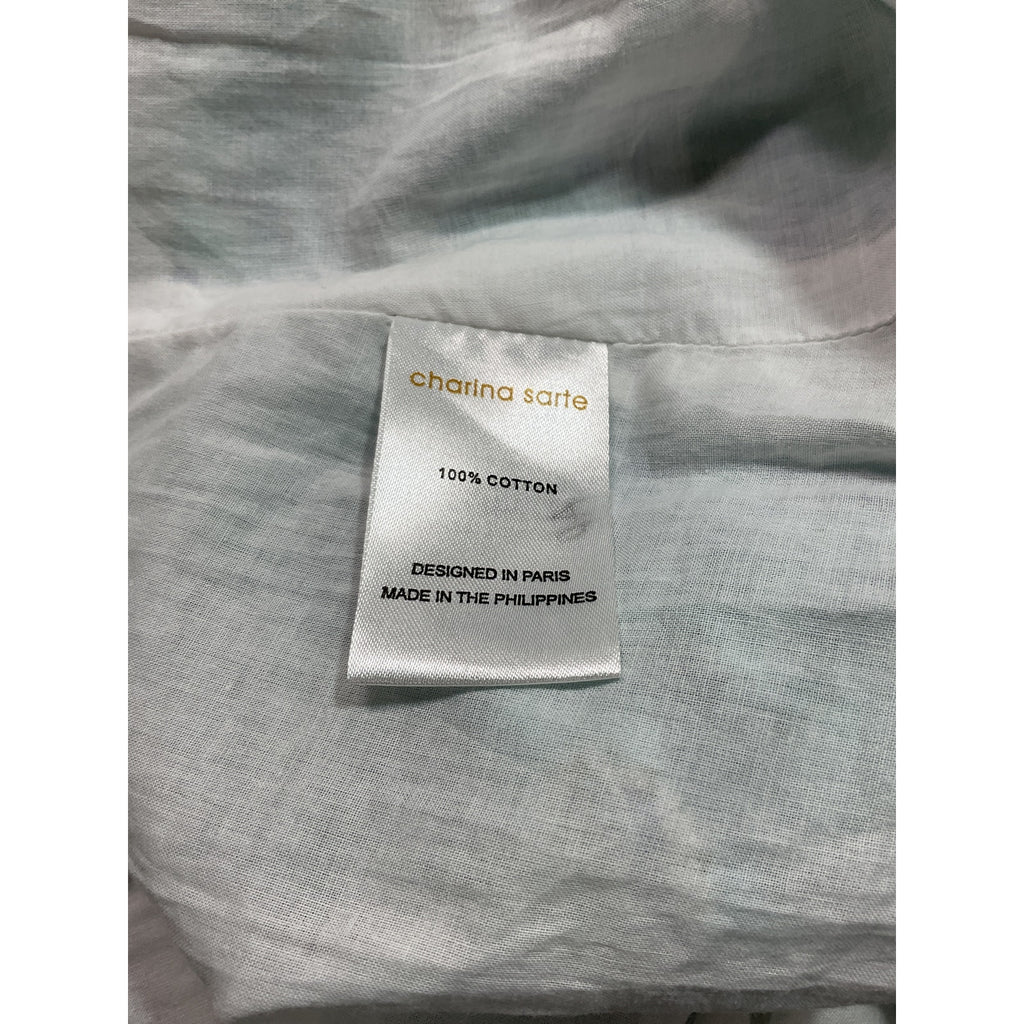 charina sarte
100% COTTON
DESIGNED IN PARIS
MADE IN THE PHILIPPINES